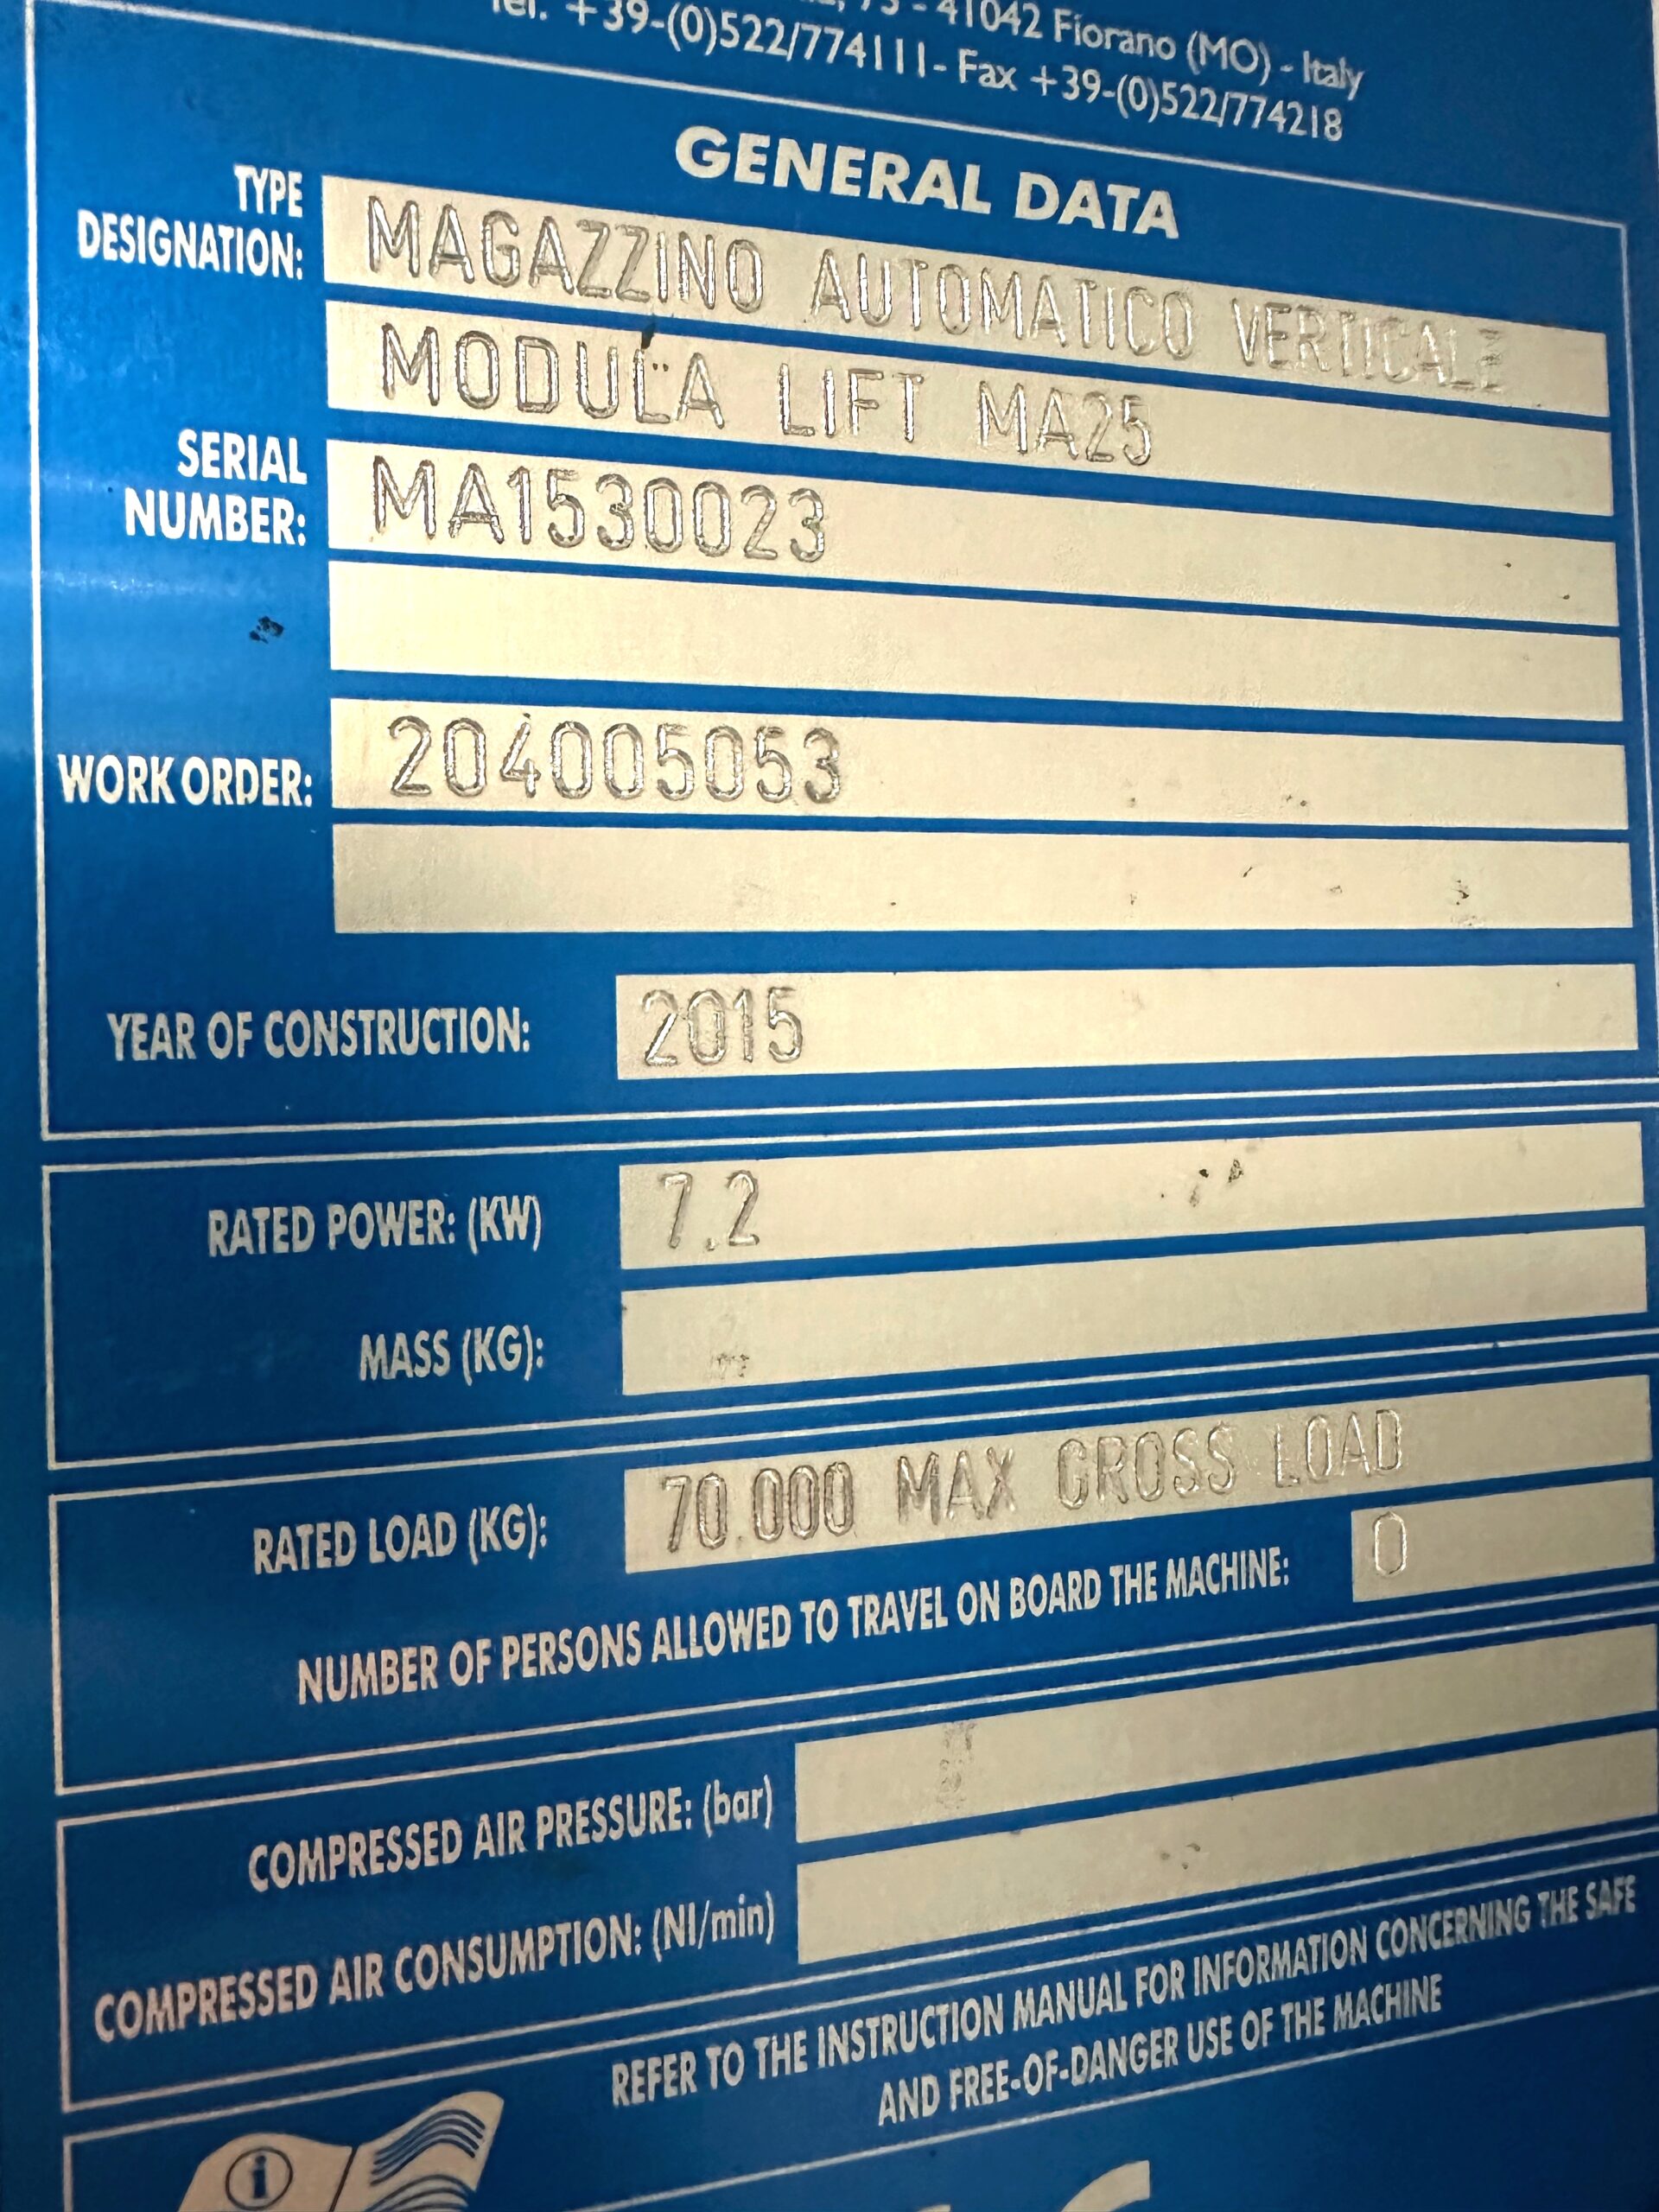 75 - 41042 Fiorano (MO) - Italy
Tel. +39-(0)522/774111- Fax +39-(0)522/774218
GENERAL DATA
TYPE
DESIGNATION:
MAGAZZINO AUTOMATICO VERTICALE
MODULA LIFT MA25
SERIAL
NUMBER:
MA1530023
WORK ORDER:
204005053
YEAR OF CONSTRUCTION:
2015
RATED POWER: (KW)
7.2
MASS (KG):
RATED LOAD (KG):
70.000 MAX GROSS LOAD
NUMBER OF PERSONS ALLOWED TO TRAVEL ON BOARD THE MACHINE:
0
COMPRESSED AIR PRESSURE: (bar)
COMPRESSED AIR CONSUMPTION: (Nl/min)
REFER TO THE INSTRUCTION MANUAL FOR INFORMATION CONCERNING THE SAFE
AND FREE-OF-DANGER USE OF THE MACHINE
i